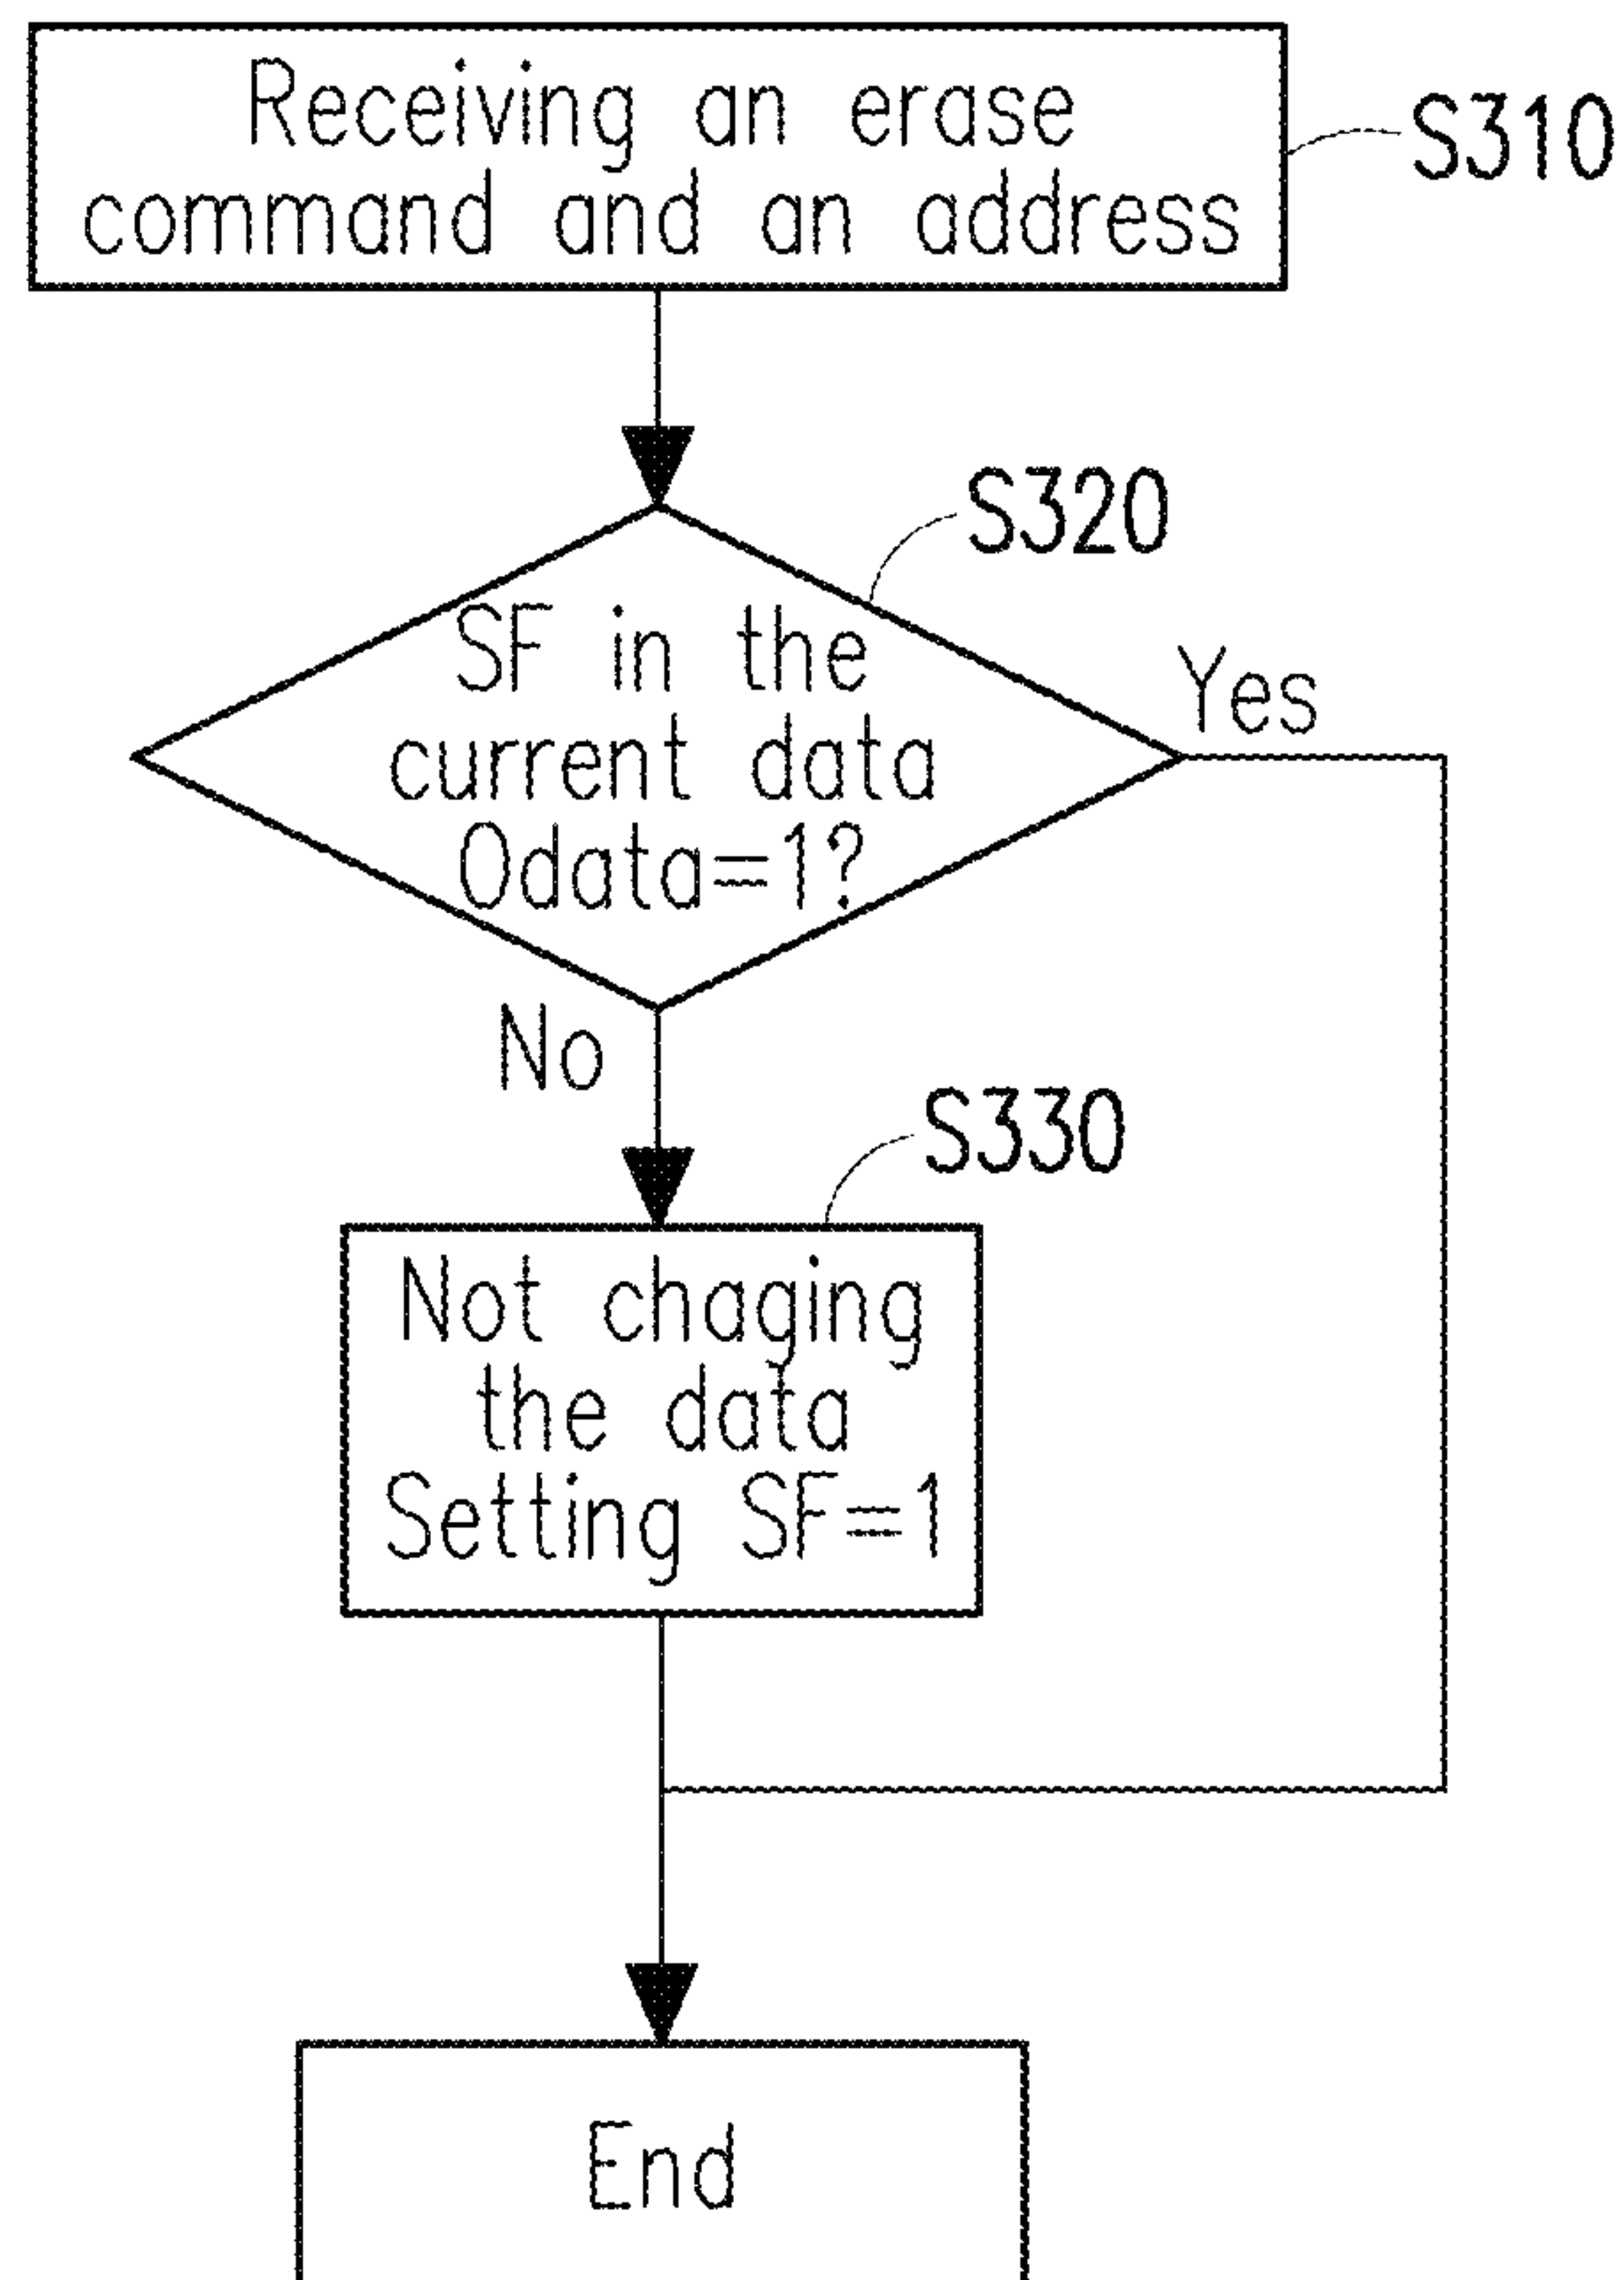 Receiving an erase
command and an address
S310
S320
SF in the
current data
Odata=1?
Yes
No
S330
Not chaging
the data
Setting SF=1
End